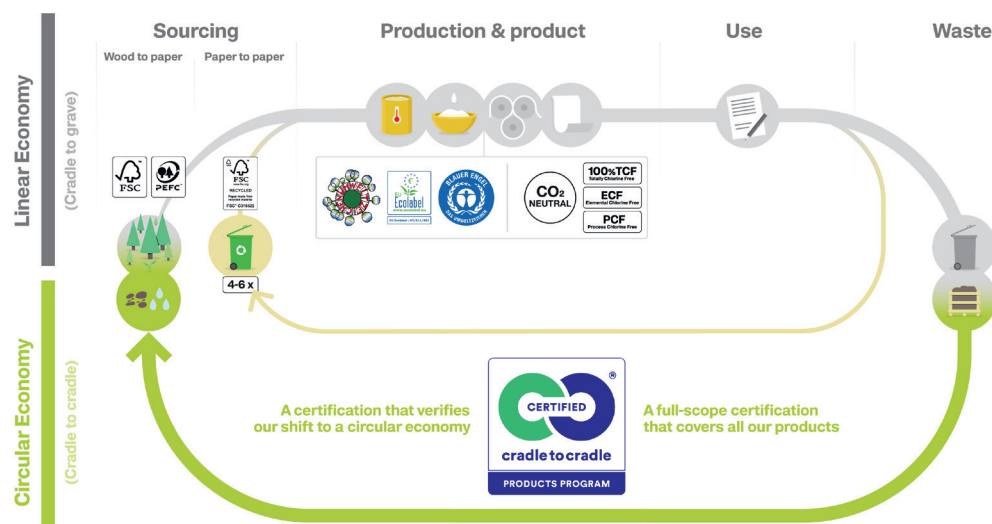 Sourcing
Production & product
Use
Waste
Wood to paper
Paper to paper
Linear Economy
(Cradle to grave)
FSC
PEFC
FSC
RECYCLED
EU
Ecolabel
BLAUER ENGEL
DAS UMWELTZEICHEN
CO2
NEUTRAL
100%TCF
Totally Chlorine Free
ECF
Elemental Chlorine Free
PCF
Process Chlorine Free
4-6 x
Circular Economy
(Cradle to cradle)
A certification that verifies
our shift to a circular economy
CERTIFIED
®
cradletocradle
PRODUCTS PROGRAM
A full-scope certification
that covers all our products